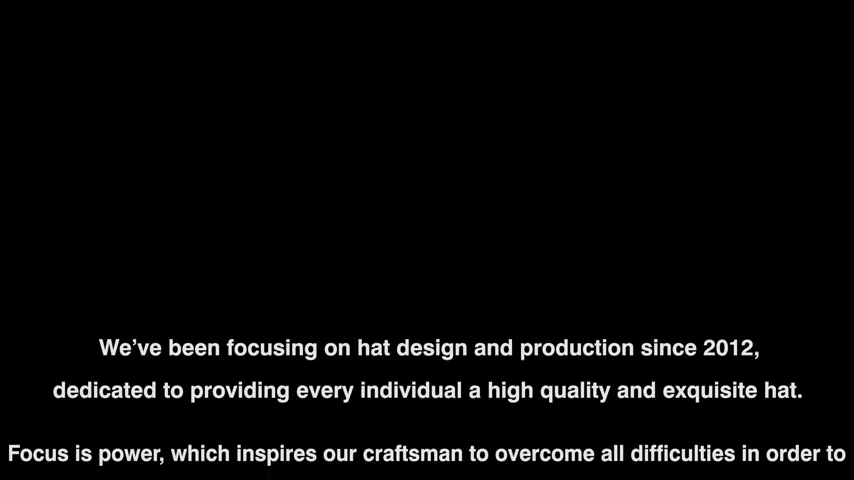 We’ve been focusing on hat design and production since 2012,
dedicated to providing every individual a high quality and exquisite hat.
Focus is power, which inspires our craftsman to overcome all difficulties in order to